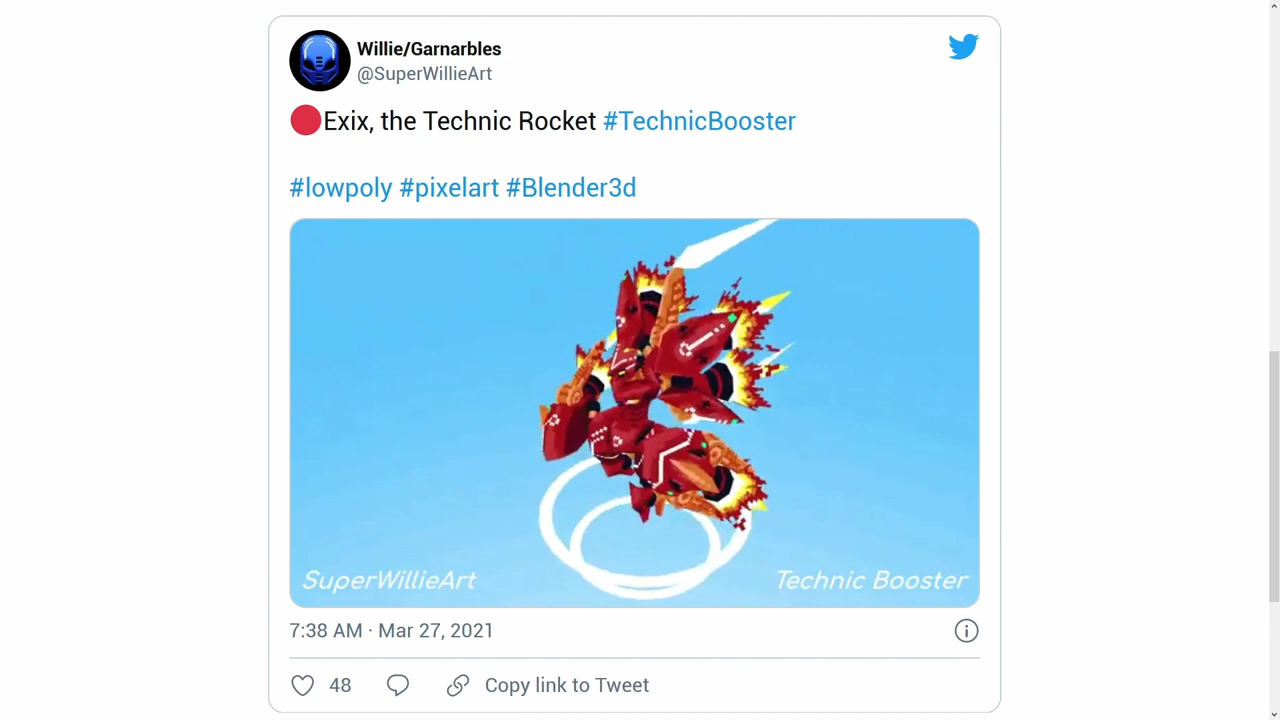 Willie/Garnarbles
@SuperWillieArt
🔴Exix, the Technic Rocket #TechnicBooster
#lowpoly #pixelart #Blender3d
SuperWillieArt
Technic Booster
7:38 AM · Mar 27, 2021
48
Copy link to Tweet